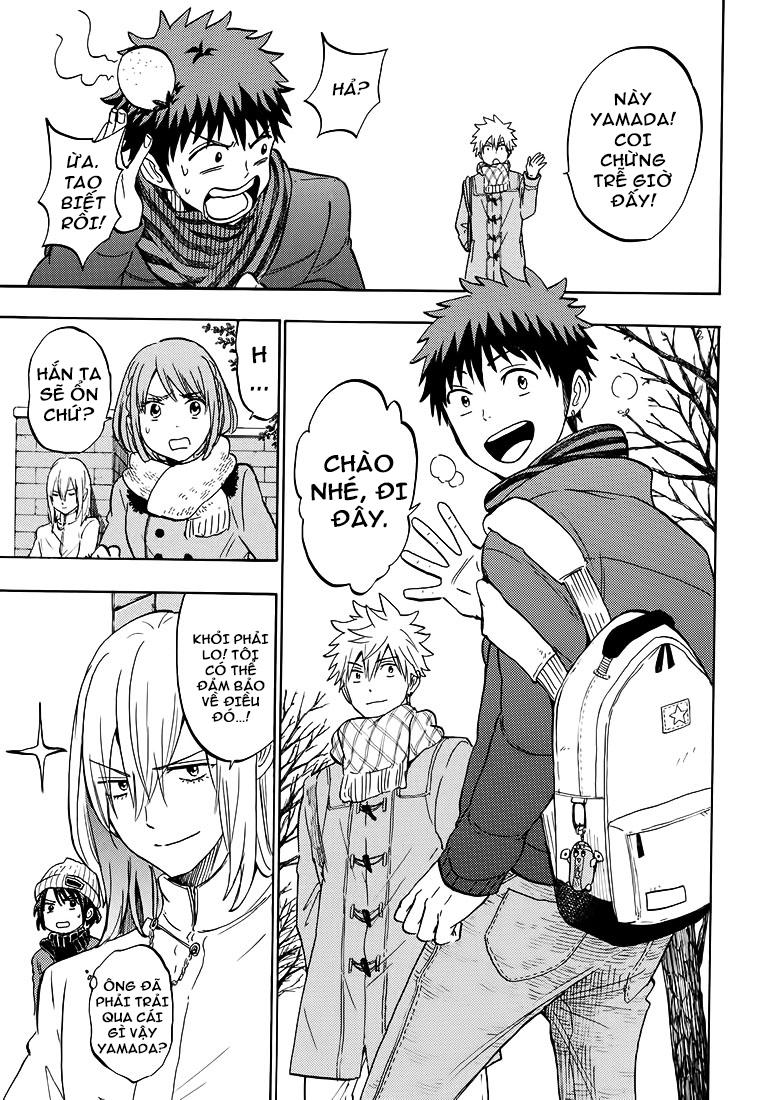 NÀY
YAMADA!
COI
CHỪNG
TRỄ GIỜ
ĐẤY!
HẢ?
ỪA.
TAO
BIẾT
RỒI!
CHÀO
NHÉ, ĐI
ĐÂY.
H
...
HẮN TA
SẼ ỔN
CHỨ?
KHỎI PHẢI
LO! TÔI
CÓ THỂ
ĐẢM BẢO
VỀ ĐIỀU
ĐÓ...!
ÔNG ĐÃ
PHẢI TRẢI
QUA CÁI
GÌ VẬY
YAMADA?